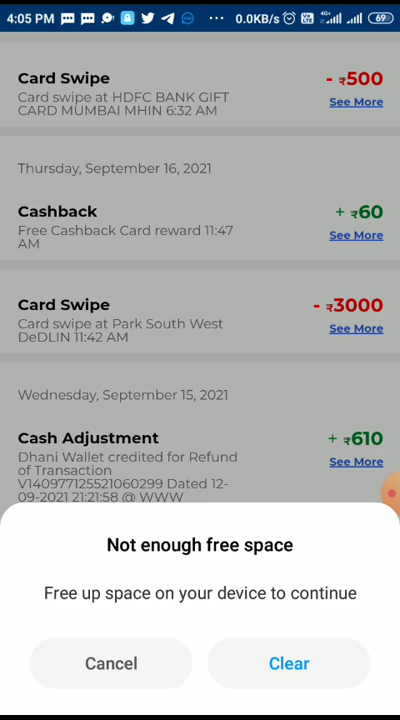 4:05 PM ... 0.0KB/s 4G+ 69
Card Swipe - ₹500
Card swipe at HDFC BANK GIFT
CARD MUMBAI MHIN 6:32 AM See More
Thursday, September 16, 2021
Cashback + ₹60
Free Cashback Card reward 11:47
AM See More
Card Swipe - ₹3000
Card swipe at Park South West
DeDLIN 11:42 AM See More
Wednesday, September 15, 2021
Cash Adjustment + ₹610
Dhani Wallet credited for Refund
of Transaction See More
V140977125521060299 Dated 12-
09-2021 21:21:58 @ WWW
Not enough free space
Free up space on your device to continue
Cancel Clear